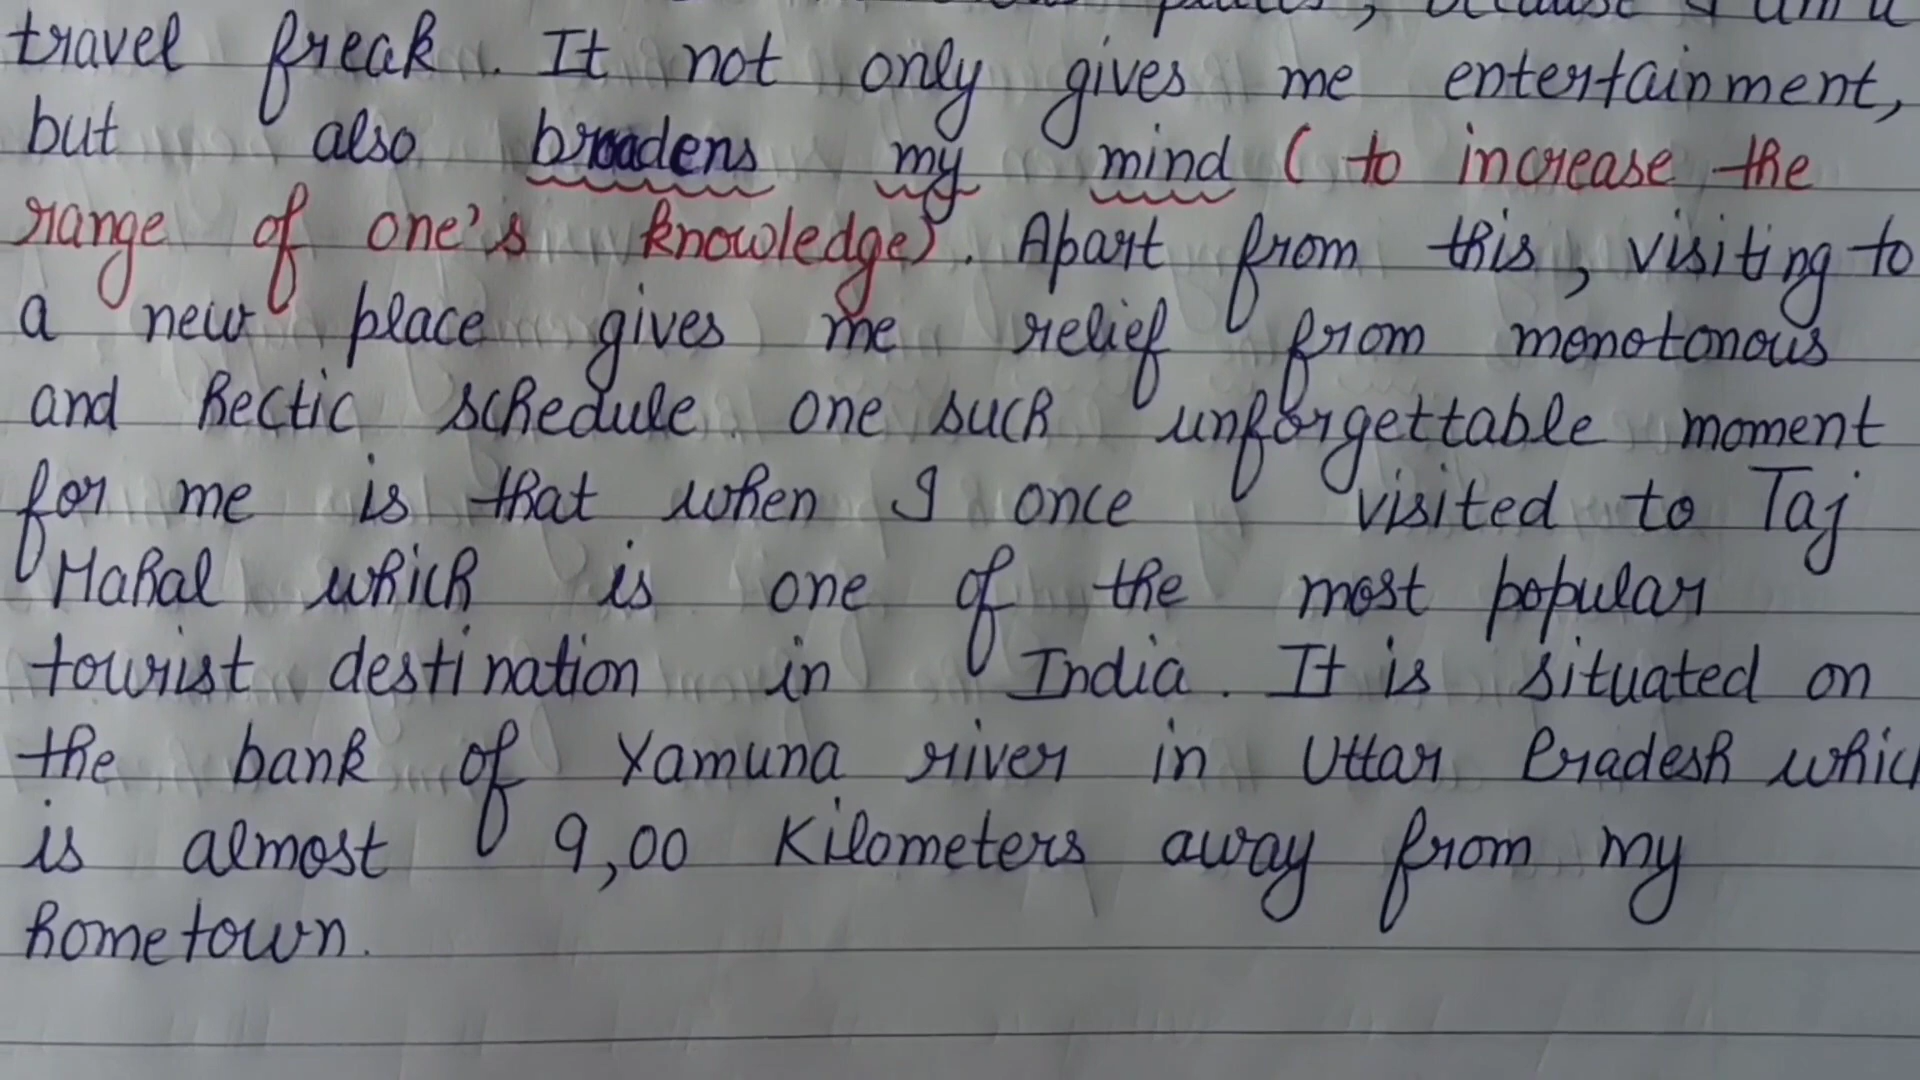 places, because I am a
travel freak. It not only gives me entertainment,
but also broadens my mind ( to increase the
range of one's knowledge). Apart from this, visiting to
a new place gives me relief from monotonous
and hectic schedule. one such unforgettable moment
for me is that when I once visited to Taj
Mahal which is one of the most popular
tourist destination in India. It is situated on
the bank of Yamuna river in Uttar Pradesh whic
is almost 9,00 Kilometers away from my
hometown.